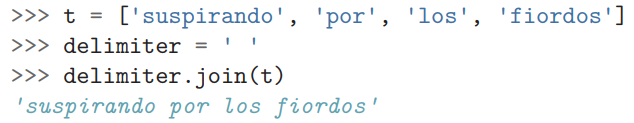 >>> t = ['suspirando', 'por', 'los', 'fiordos']
>>> delimiter = ' '
>>> delimiter.join(t)
'suspirando por los fiordos'